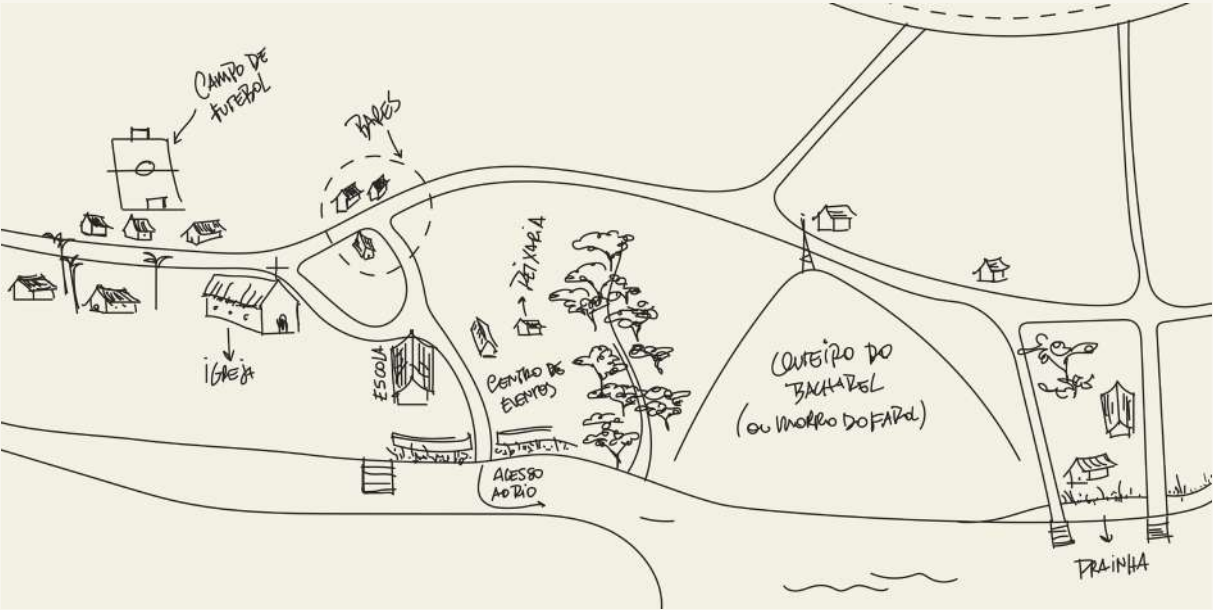 CAMPO DE
FUTEBOL
BARES
PEIXARIA
IGREJA
ESCOLA
CENTRO DE
EVENTOS
OUTEIRO DO
BACHAREL
(OU MORRO DO FAROL)
ACESSO
AO RIO
PRAINHA